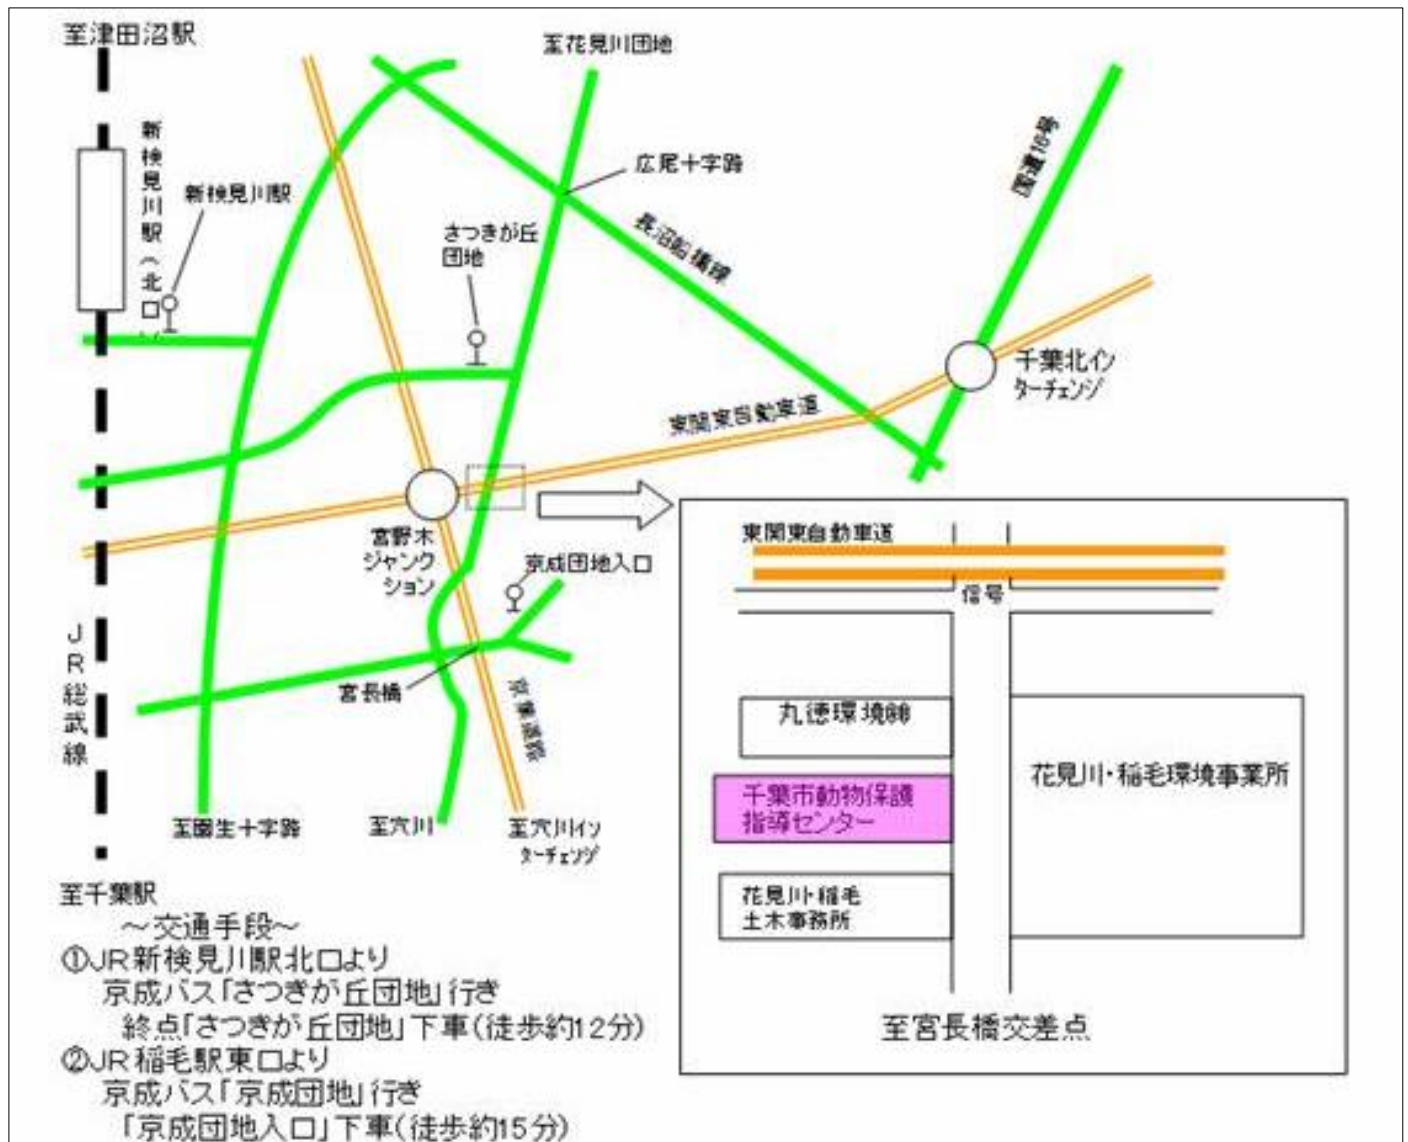 至津田沼駅
至花見川団地
新検見川駅(北口)
新検見川駅
広尾十字路
国道16号
さつきが丘
団地
長沼船橋線
千葉北イン
ターチェンジ
東関東自動車道
宮野木
ジャンク
ション
京成団地入口
JR総武線
宮長橋
京葉道路
至園生十字路
至穴川
至穴川イン
ターチェンジ
至千葉駅
東関東自動車道
信号
丸徳環境㈱
千葉市動物保護
指導センター
花見川・稲毛環境事業所
花見川・稲毛
土木事務所
至宮長橋交差点
～交通手段～
①JR新検見川駅北口より
京成バス「さつきが丘団地」行き
終点「さつきが丘団地」下車(徒歩約12分)
②JR稲毛駅東口より
京成バス「京成団地」行き
「京成団地入口」下車(徒歩約15分)